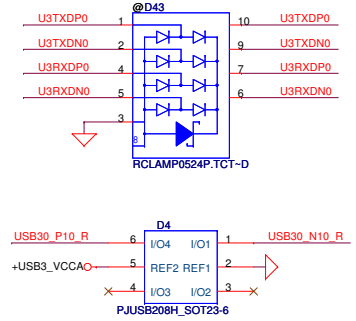 @D43
U3TXDP0 1 10 U3TXDP0
U3TXDN0 2 9 U3TXDN0
U3RXDP0 4 7 U3RXDP0
U3RXDN0 5 6 U3RXDN0
3
8
RCLAMP0524P.TCT~D
D4
USB30_P10_R 6 I/O4 I/O1 1 USB30_N10_R
+USB3_VCCA 5 REF2 REF1 2
4 I/O3 I/O2 3
PJUSB208H_SOT23-6